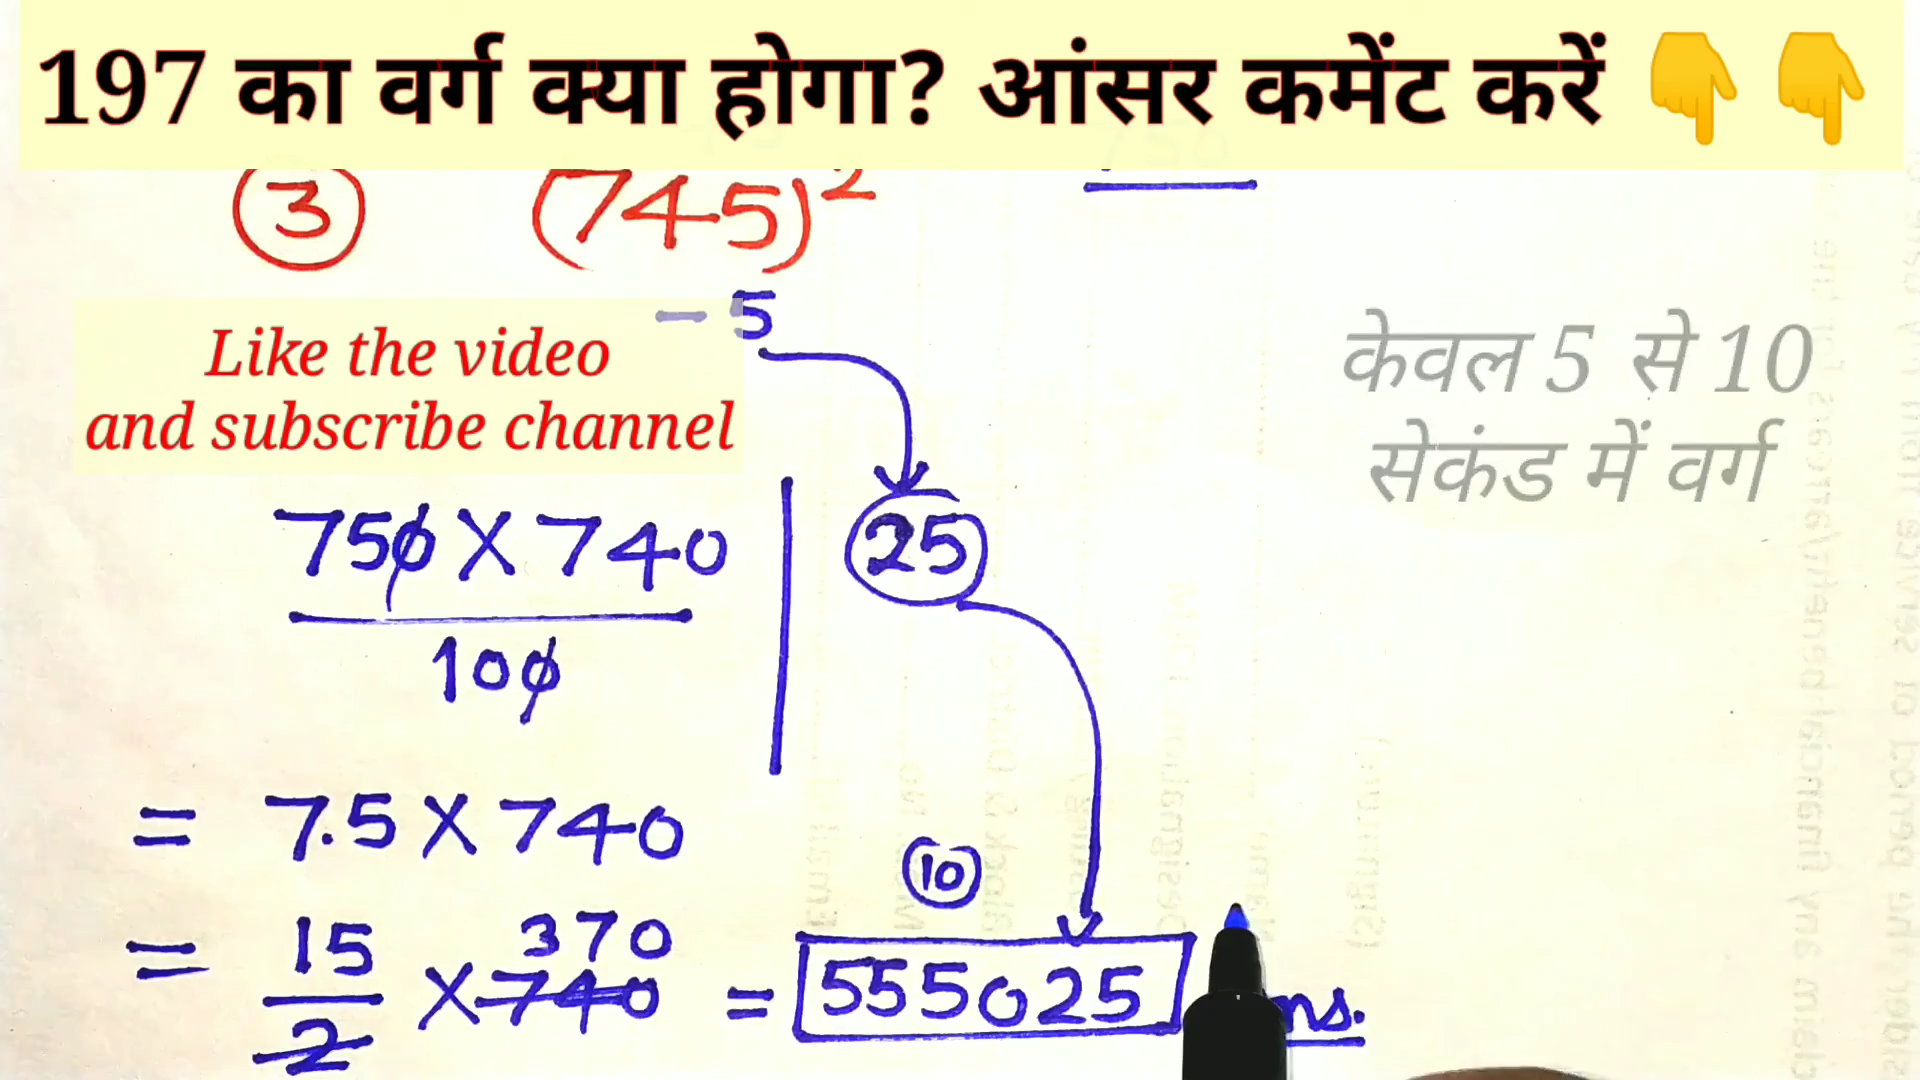 197 का वर्ग क्या होगा? आंसर कमेंट करें 👇👇
③ (745)²
– 5
Like the video
and subscribe channel
केवल 5 से 10
सेकंड में वर्ग
750 X 740
25
100
= 7.5 X 740
10
370
= 15/2 X 740 = 555025